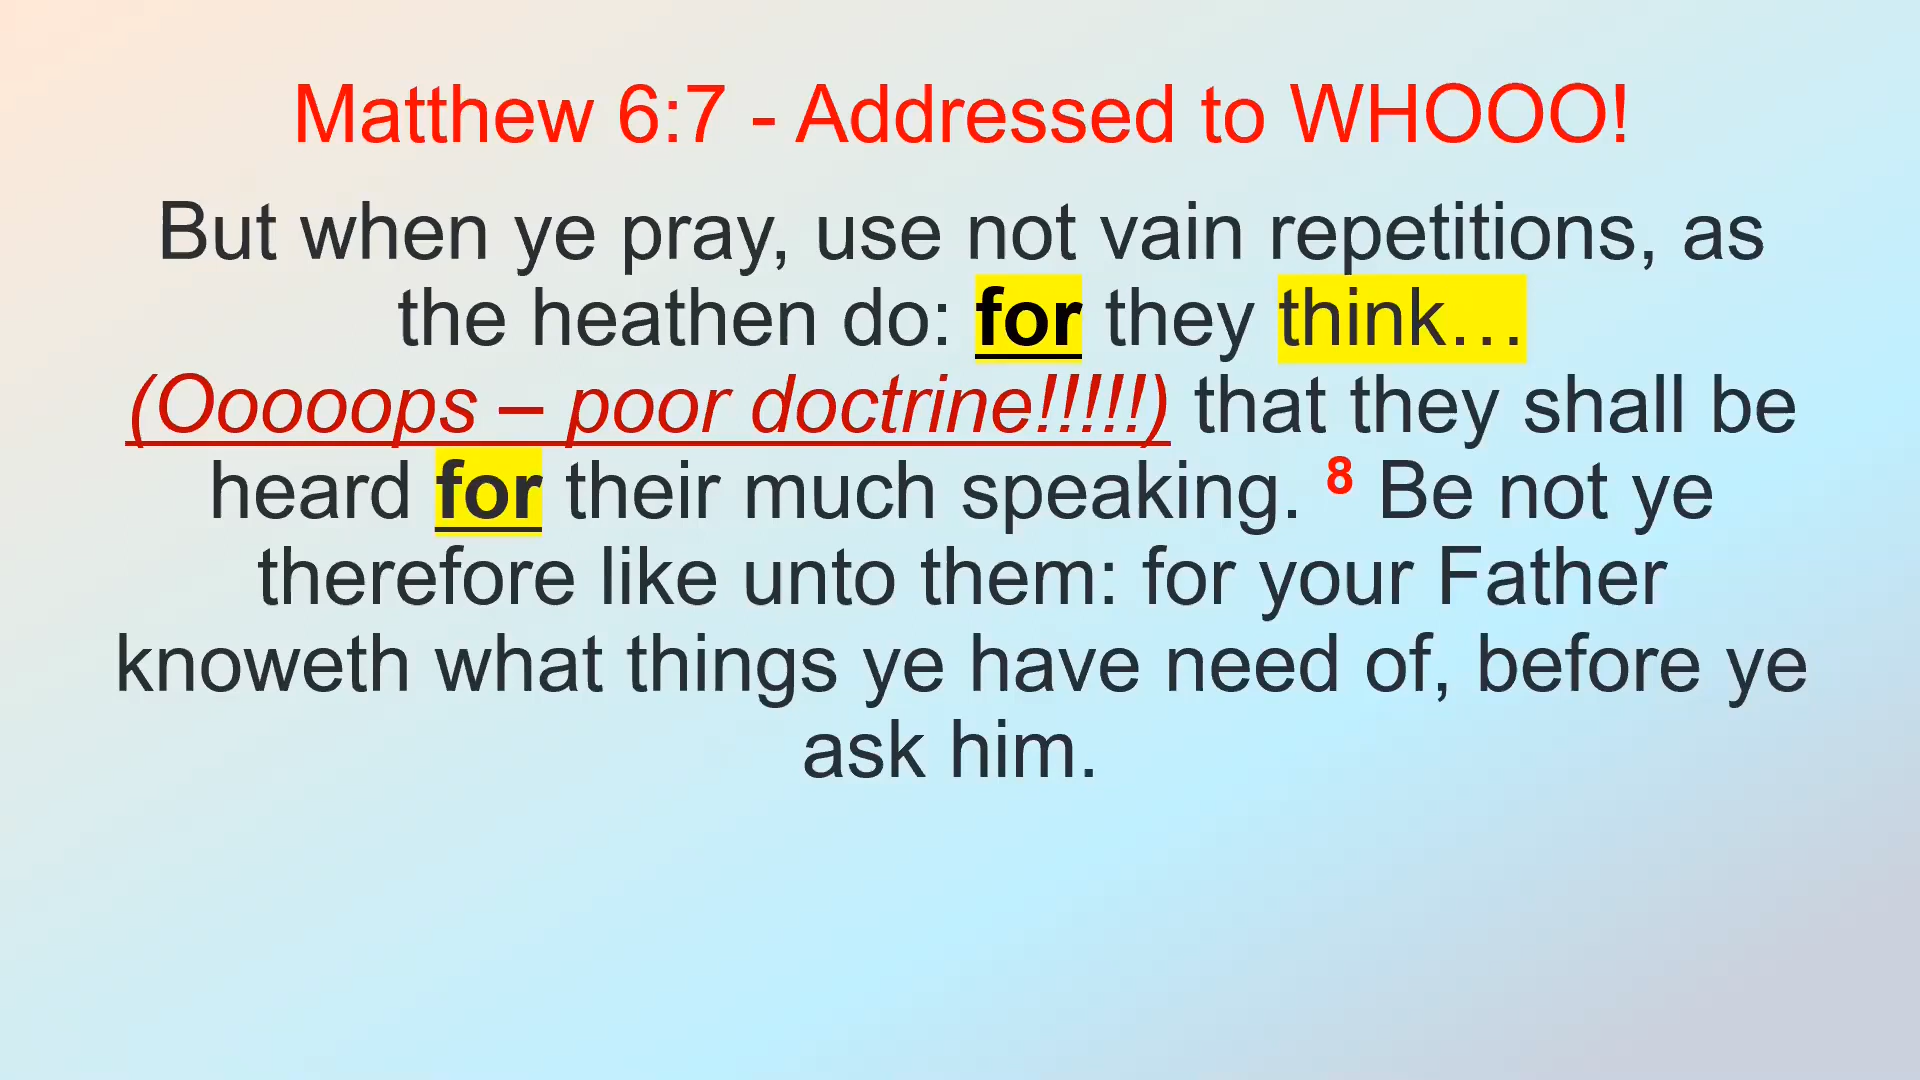 Matthew 6:7 - Addressed to WHOOO!
But when ye pray, use not vain repetitions, as
the heathen do: for they think…
(Ooooops – poor doctrine!!!!!) that they shall be
heard for their much speaking. 8 Be not ye
therefore like unto them: for your Father
knoweth what things ye have need of, before ye
ask him.